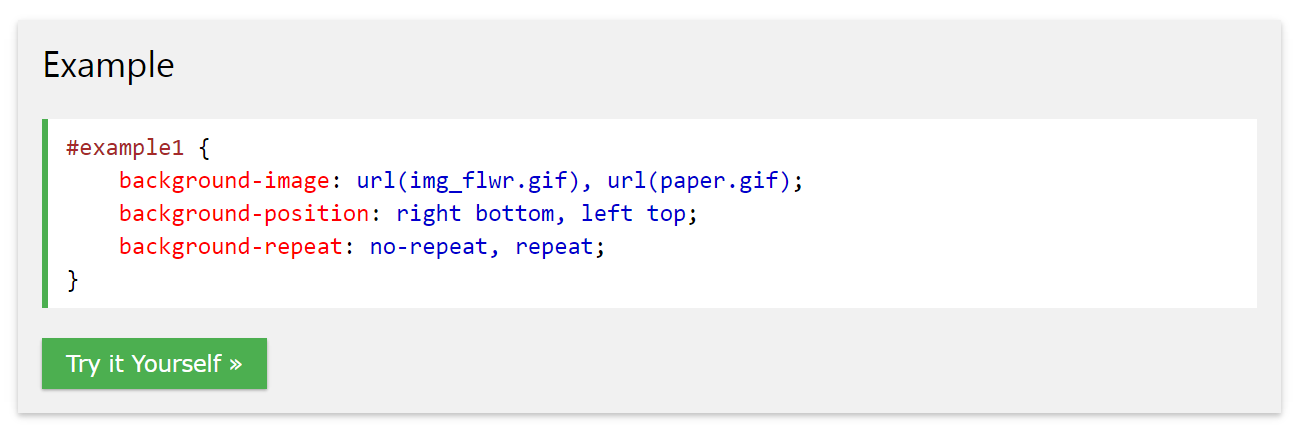 Example
#example1 {
    background-image: url(img_flwr.gif), url(paper.gif);
    background-position: right bottom, left top;
    background-repeat: no-repeat, repeat;
}
Try it Yourself »